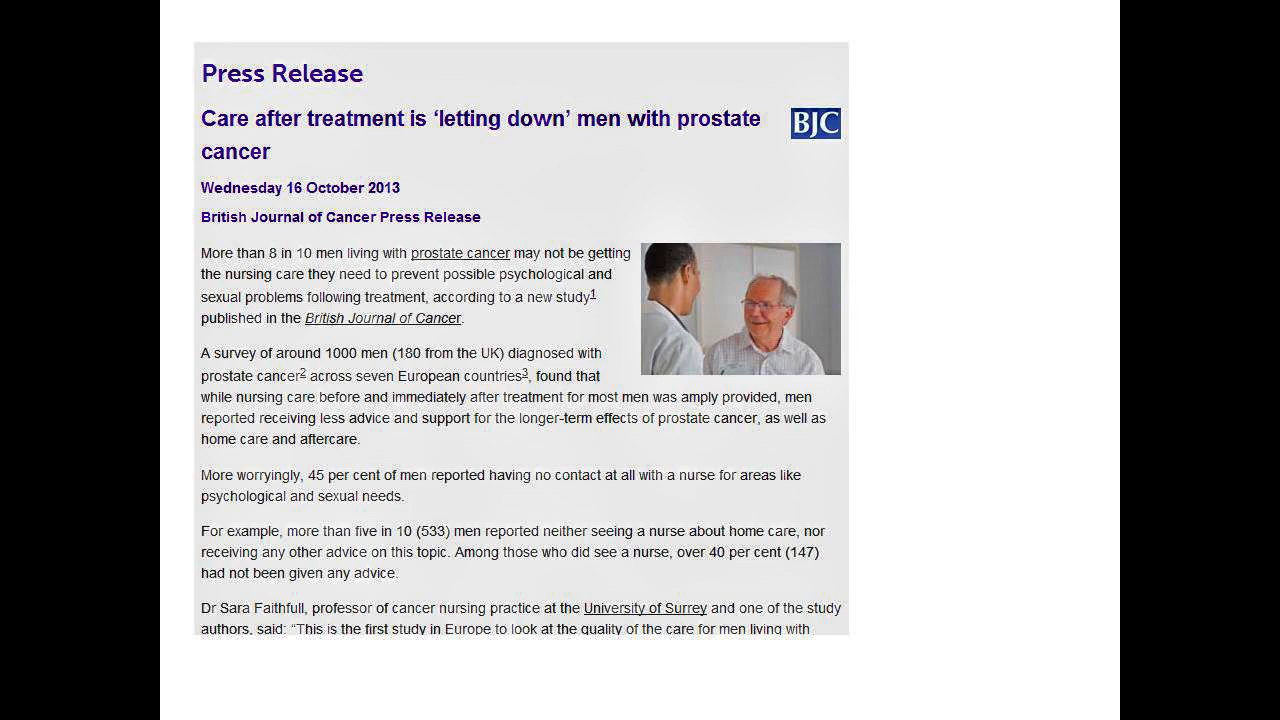 Press Release
Care after treatment is ‘letting down’ men with prostate
cancer
BJC
Wednesday 16 October 2013
British Journal of Cancer Press Release
More than 8 in 10 men living with prostate cancer may not be getting
the nursing care they need to prevent possible psychological and
sexual problems following treatment, according to a new study1
published in the British Journal of Cancer.
A survey of around 1000 men (180 from the UK) diagnosed with
prostate cancer2 across seven European countries3, found that
while nursing care before and immediately after treatment for most men was amply provided, men
reported receiving less advice and support for the longer-term effects of prostate cancer, as well as
home care and aftercare.
More worryingly, 45 per cent of men reported having no contact at all with a nurse for areas like
psychological and sexual needs.
For example, more than five in 10 (533) men reported neither seeing a nurse about home care, nor
receiving any other advice on this topic. Among those who did see a nurse, over 40 per cent (147)
had not been given any advice.
Dr Sara Faithfull, professor of cancer nursing practice at the University of Surrey and one of the study
authors, said: “This is the first study in Europe to look at the quality of the care for men living with